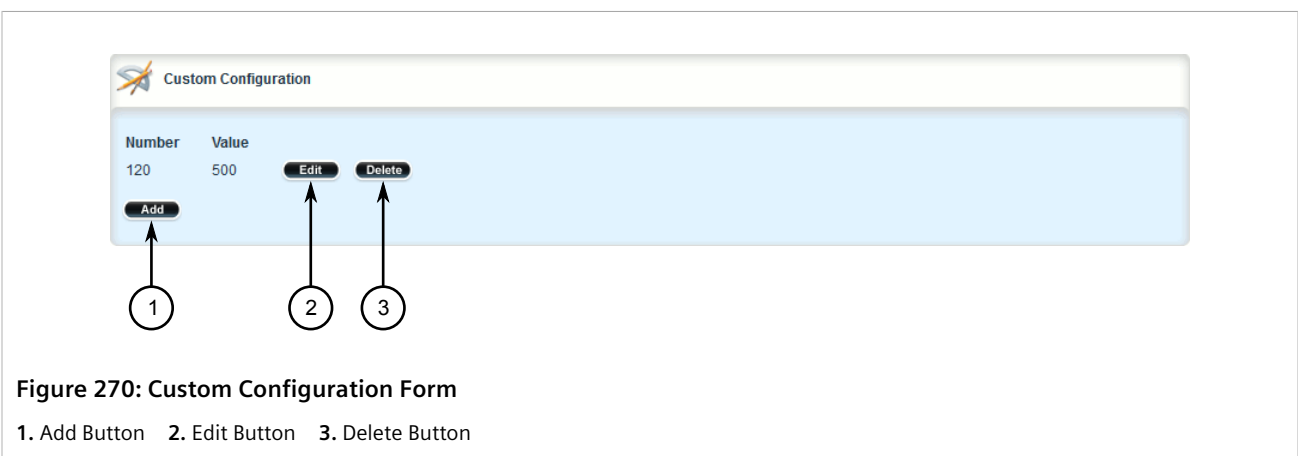 Custom Configuration
Number Value
120 500 Edit Delete
Add
1 2 3
Figure 270: Custom Configuration Form
1. Add Button 2. Edit Button 3. Delete Button